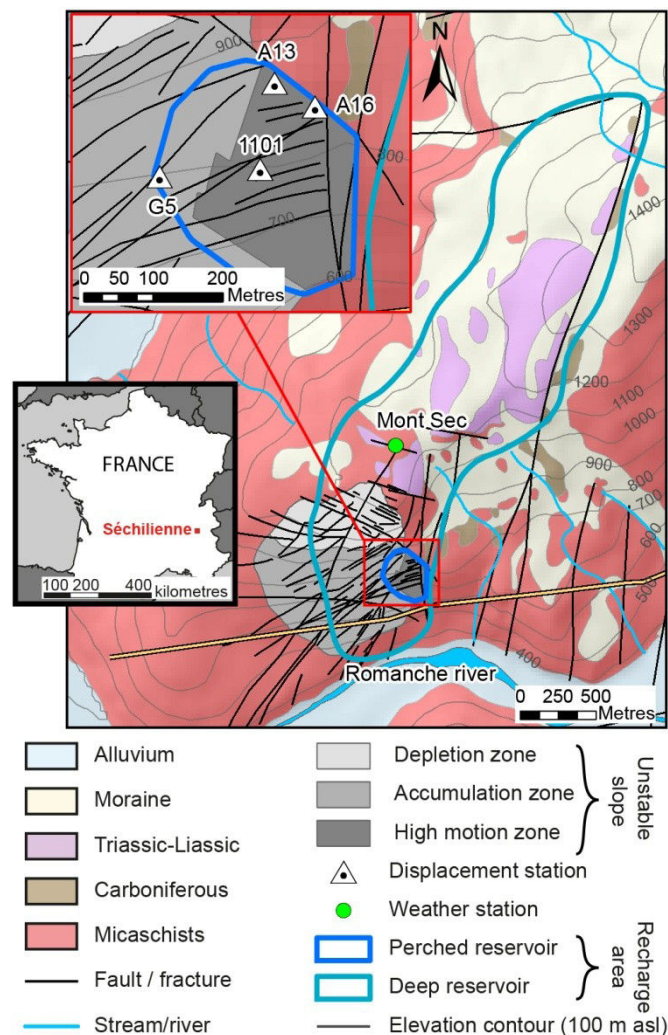 900
A13
N
A16
1101
800
G5
700
600
0 50 100 200
Metres
1400
1300
1200
1100
1000
Mont Sec
900
800
700
600
500
FRANCE
Séchilienne
100 200 400 kilometres
400
Romanche river
0 250 500
Metres
Alluvium
Moraine
Triassic-Liassic
Carboniferous
Micaschists
Fault / fracture
Stream/river
Depletion zone
Accumulation zone
High motion zone
Unstable
slope
Displacement station
Weather station
Perched reservoir
Deep reservoir
Recharge
area
Elevation contour (100 m asl)